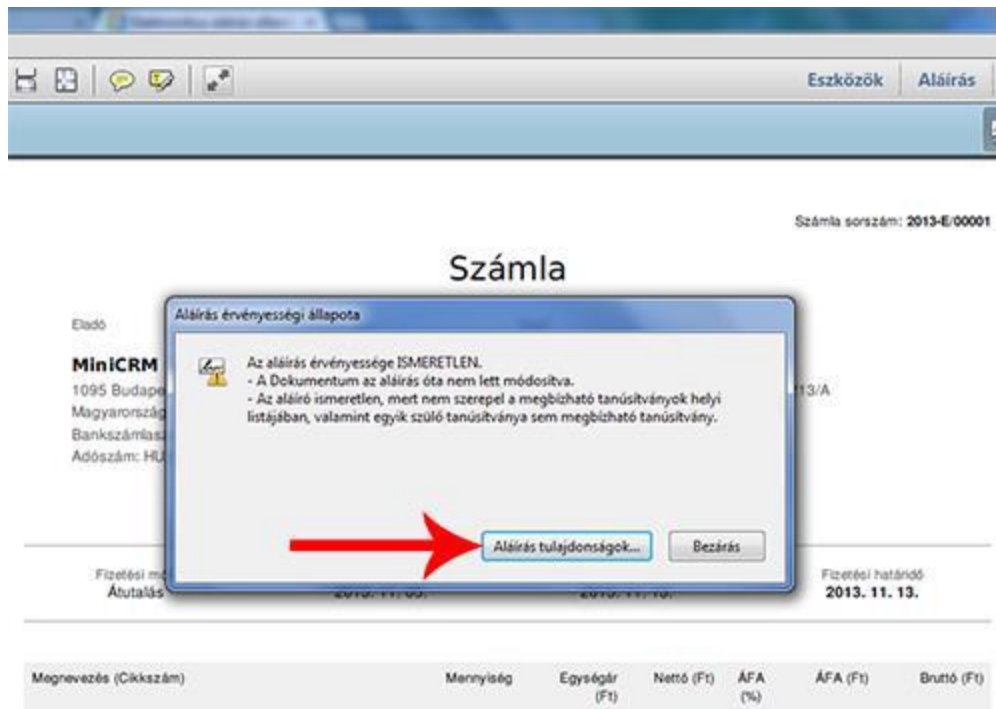 Eszközök Aláírás
Számla sorszám: 2013-E/00001
Számla
Aláírás érvényességi állapota
Eladó
Az aláírás érvényessége ISMERETLEN.
MiniCRM
- A Dokumentum az aláírás óta nem lett módosítva.
1095 Budape
13/A
- Az aláíró ismeretlen, mert nem szerepel a megbízható tanúsítványok helyi
Magyarország
listájában, valamint egyik szülő tanúsítványa sem megbízható tanúsítvány.
Bankszámlas
Adószám: HU
Aláírás tulajdonságok... Bezárás
Fizetési mó
Fizetési határidő
Átutalás
2013. 11. 13.
Megnevezés (Cikkszám) Mennyiség Egységár Nettó (Ft) ÁFA ÁFA (Ft) Bruttó (Ft)
(Ft) (%)